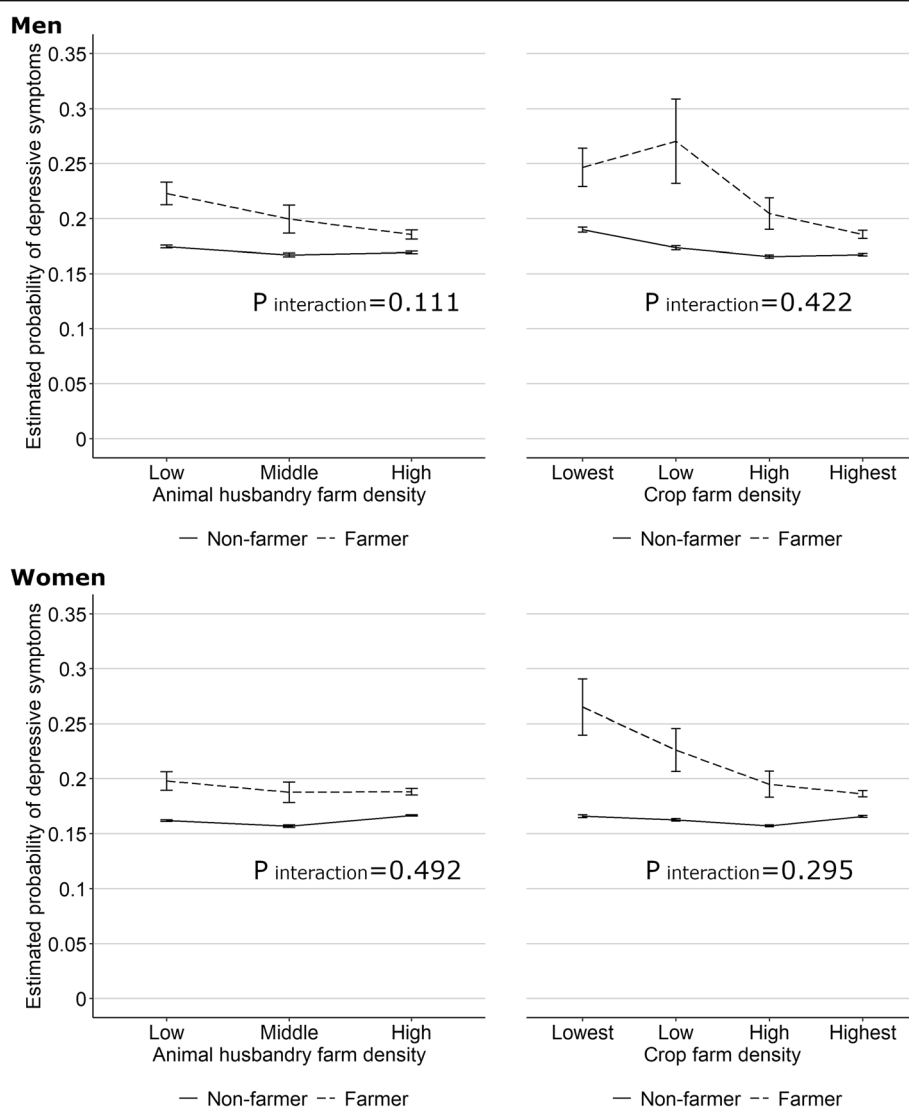 Men
Estimated probability of depressive symptoms
0.35
0.3
0.25
0.2
0.15
0.1
0.05
0
P interaction=0.111
Low Middle High
Animal husbandry farm density
Non-farmer Farmer
P interaction=0.422
Lowest Low High Highest
Crop farm density
Non-farmer Farmer
Women
Estimated probability of depressive symptoms
0.35
0.3
0.25
0.2
0.15
0.1
0.05
0
P interaction=0.492
Low Middle High
Animal husbandry farm density
Non-farmer Farmer
P interaction=0.295
Lowest Low High Highest
Crop farm density
Non-farmer Farmer